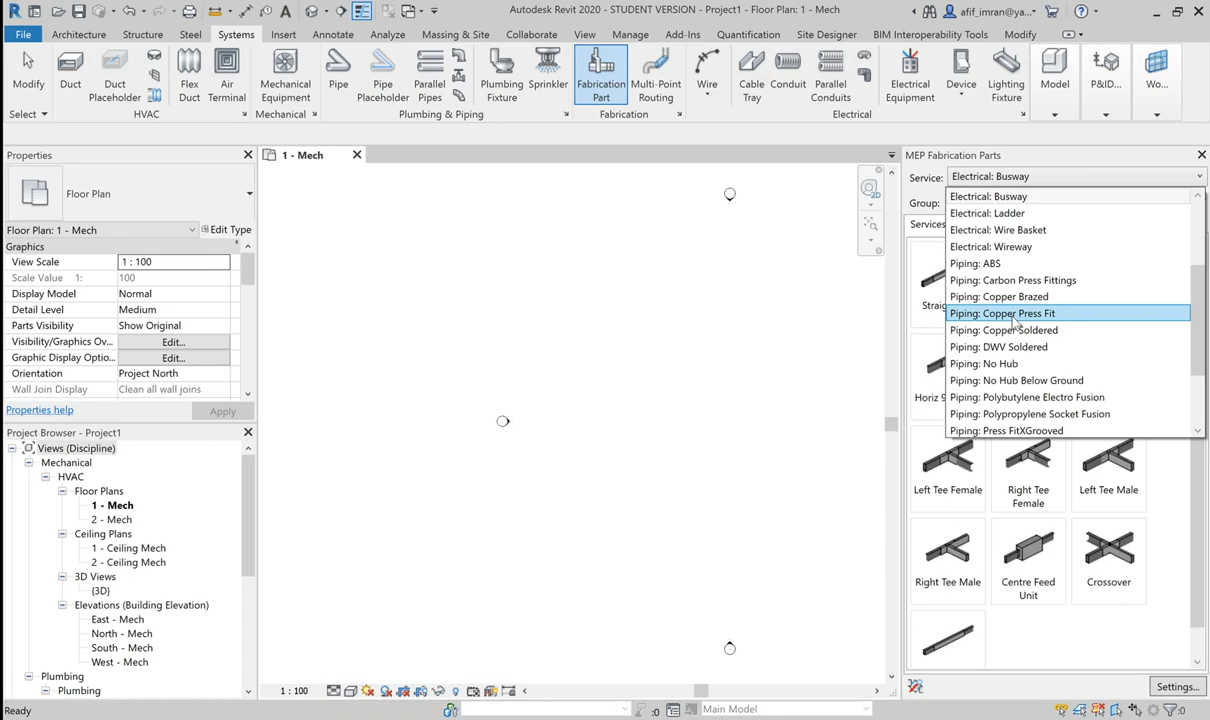 Autodesk Revit 2020 - STUDENT VERSION - Project1 - Floor Plan: 1 - Mech
afif_imran@ya...
File Architecture Structure Steel Systems Insert Annotate Analyze Massing & Site Collaborate View Manage Add-Ins Quantification Site Designer BIM Interoperability Tools Modify
Modify
Duct
Duct
Placeholder
Flex
Duct
Air
Terminal
Mechanical
Equipment
Pipe
Pipe
Placeholder
Parallel
Pipes
Plumbing
Fixture
Sprinkler
Fabrication
Part
Multi-Point
Routing
Wire
Cable
Tray
Conduit
Parallel
Conduits
Electrical
Equipment
Device
Lighting
Fixture
Model
P&ID...
Wo...
Select HVAC Mechanical Plumbing & Piping Fabrication Electrical
Properties
Floor Plan
Floor Plan: 1 - Mech Edit Type
Graphics
View Scale 1 : 100
Scale Value 1: 100
Display Model Normal
Detail Level Medium
Parts Visibility Show Original
Visibility/Graphics Ov... Edit...
Graphic Display Optio... Edit...
Orientation Project North
Wall Join Display Clean all wall joins
Properties help Apply
Project Browser - Project1
Views (Discipline)
Mechanical
HVAC
Floor Plans
1 - Mech
2 - Mech
Ceiling Plans
1 - Ceiling Mech
2 - Ceiling Mech
3D Views
{3D}
Elevations (Building Elevation)
East - Mech
North - Mech
South - Mech
West - Mech
Plumbing
Plumbing
1 - Mech
2D
MEP Fabrication Parts
Service: Electrical: Busway
Group:
Services
Electrical: Busway
Electrical: Ladder
Electrical: Wire Basket
Electrical: Wireway
Piping: ABS
Piping: Carbon Press Fittings
Piping: Copper Brazed
Piping: Copper Press Fit
Piping: Copper Soldered
Piping: DWV Soldered
Piping: No Hub
Piping: No Hub Below Ground
Piping: Polybutylene Electro Fusion
Piping: Polypropylene Socket Fusion
Piping: Press FitXGrooved
Straig
Horiz 9
Left Tee Female
Right Tee
Female
Left Tee Male
Right Tee Male
Centre Feed
Unit
Crossover
Settings...
1 : 100
Ready
:0
Main Model
:0